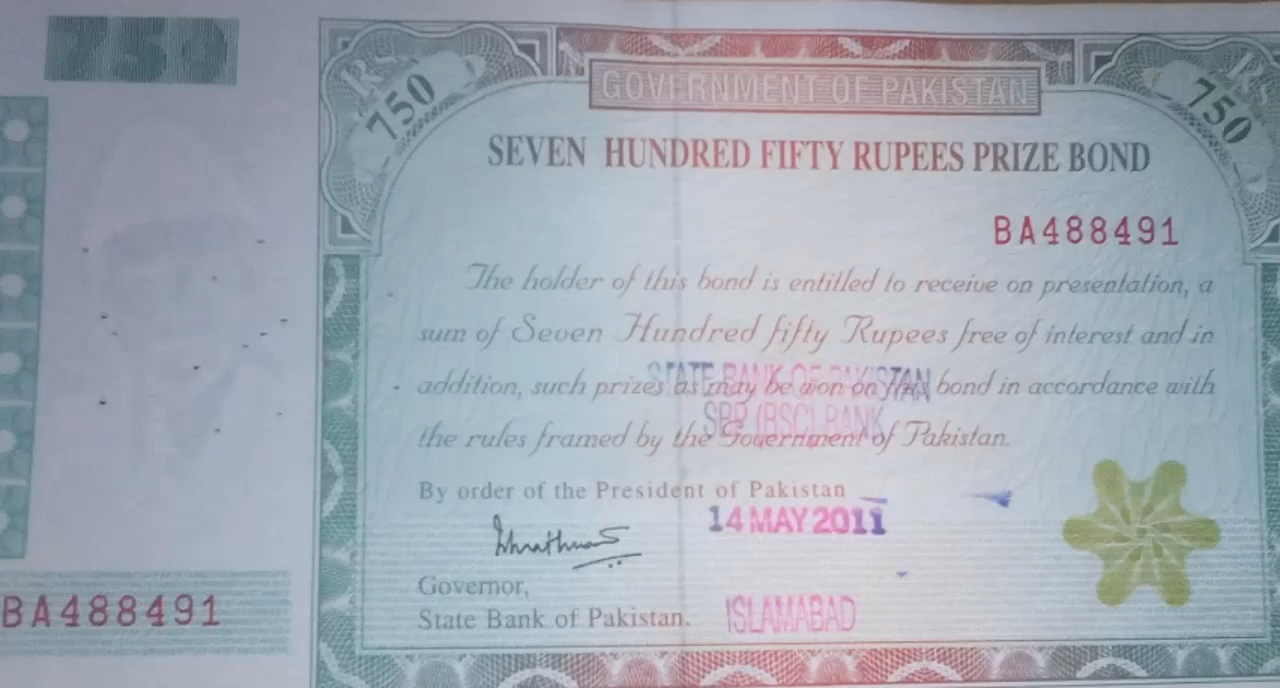 750
Rs
750
GOVERNMENT OF PAKISTAN
Rs
750
SEVEN HUNDRED FIFTY RUPEES PRIZE BOND
BA488491
The holder of this bond is entitled to receive on presentation, a
sum of Seven Hundred fifty Rupees free of interest and in
addition, such prizes as may be won on this bond in accordance with
STATE BANK OF PAKISTAN
SBP (BSC) BANK
the rules framed by the Government of Pakistan.
By order of the President of Pakistan
14 MAY 2011
Governor,
State Bank of Pakistan.
ISLAMABAD
BA488491